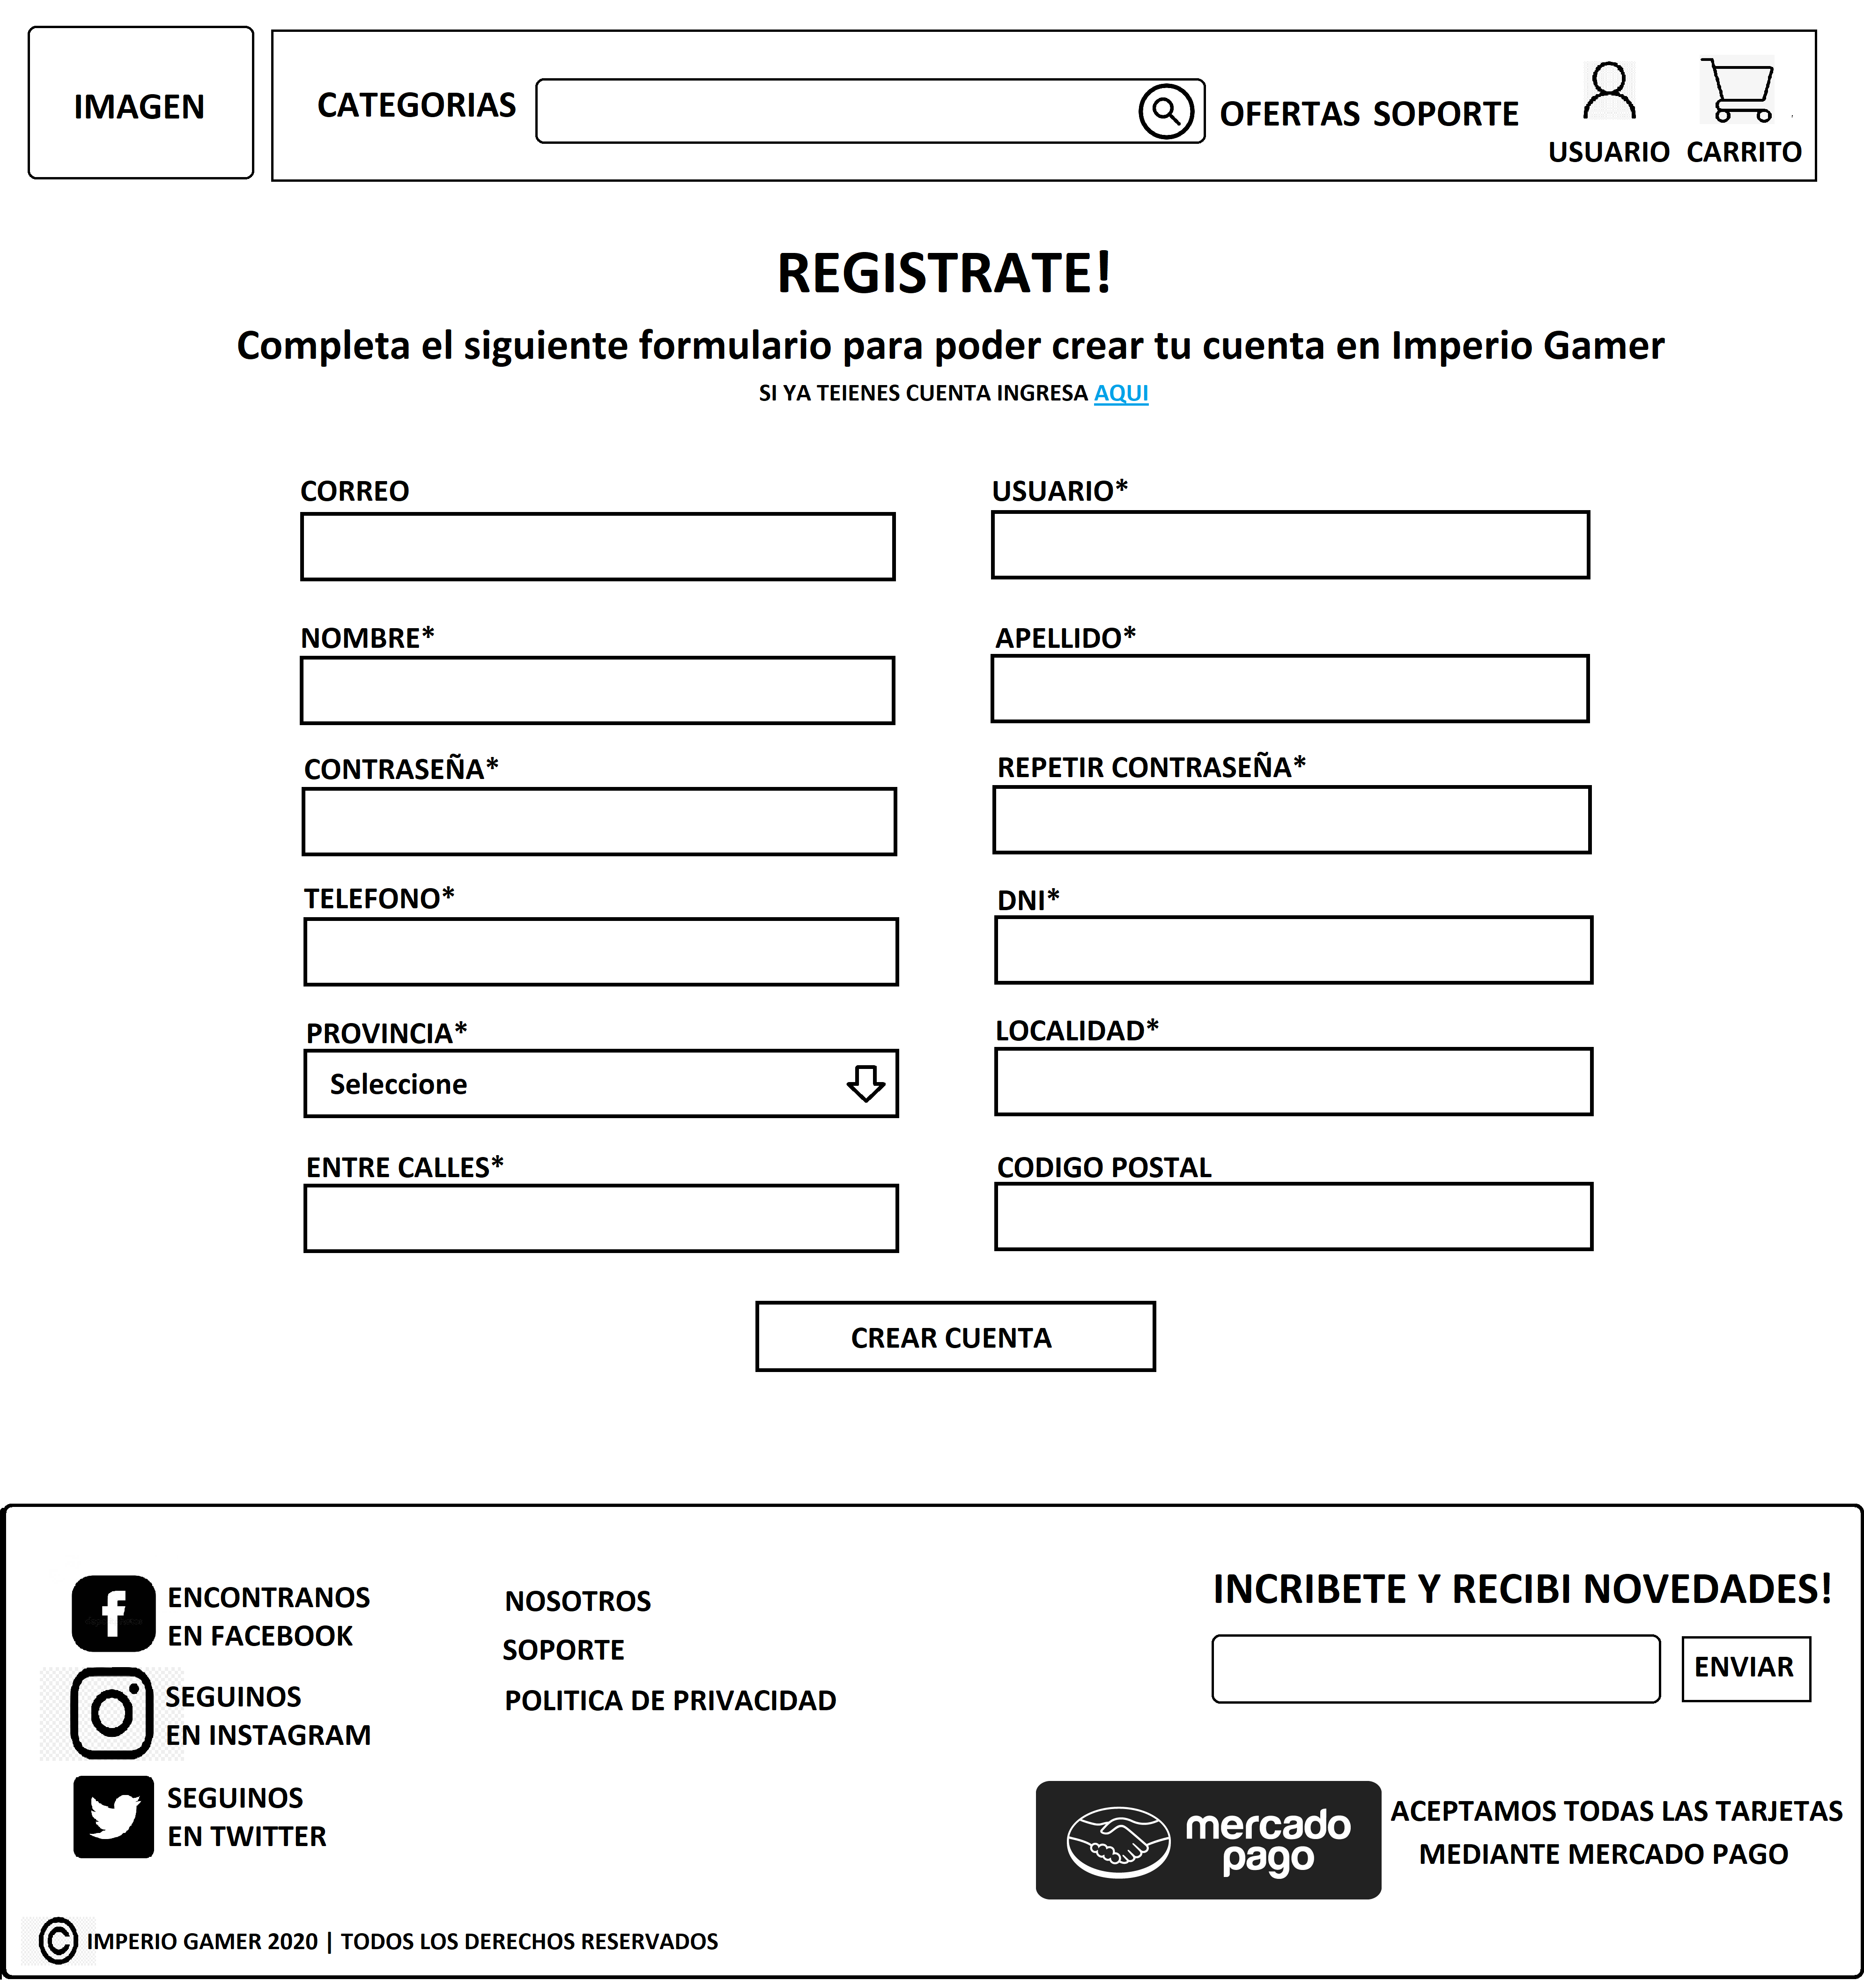 IMAGEN
CATEGORIAS
OFERTAS SOPORTE
USUARIO CARRITO
REGISTRATE!
Completa el siguiente formulario para poder crear tu cuenta en Imperio Gamer
SI YA TEIENES CUENTA INGRESA AQUI
CORREO
USUARIO*
NOMBRE*
APELLIDO*
CONTRASEÑA*
REPETIR CONTRASEÑA*
TELEFONO*
DNI*
PROVINCIA*
LOCALIDAD*
Seleccione
ENTRE CALLES*
CODIGO POSTAL
CREAR CUENTA
ENCONTRANOS
EN FACEBOOK
SEGUINOS
EN INSTAGRAM
SEGUINOS
EN TWITTER
NOSOTROS
SOPORTE
POLITICA DE PRIVACIDAD
INCRIBETE Y RECIBI NOVEDADES!
ENVIAR
mercado
pago
ACEPTAMOS TODAS LAS TARJETAS
MEDIANTE MERCADO PAGO
© IMPERIO GAMER 2020 | TODOS LOS DERECHOS RESERVADOS